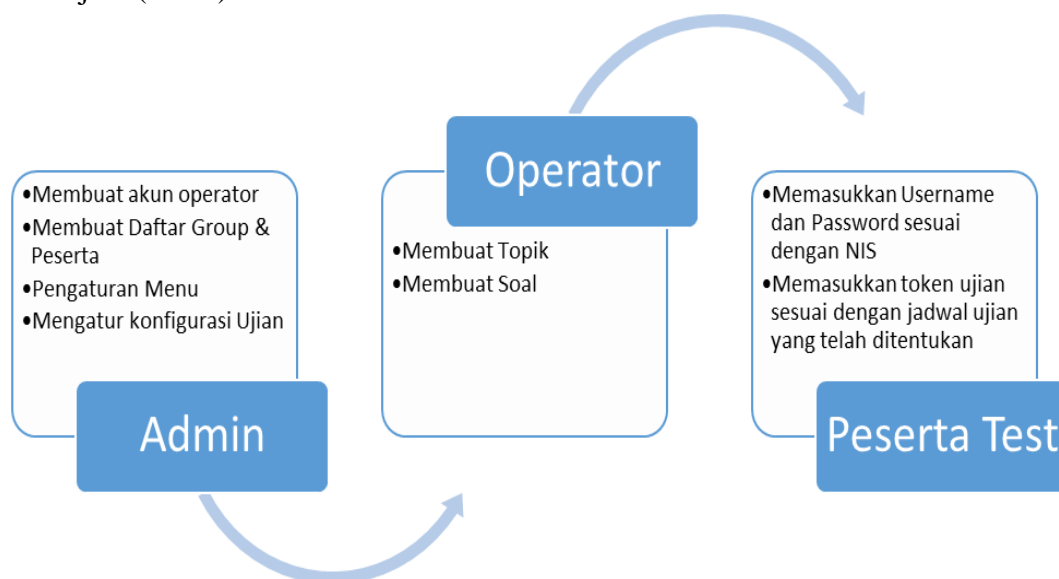 •Membuat akun operator
•Membuat Daftar Group &
Peserta
•Pengaturan Menu
•Mengatur konfigurasi Ujian
Admin
Operator
•Membuat Topik
•Membuat Soal
•Memasukkan Username
dan Password sesuai
dengan NIS
•Memasukkan token ujian
sesuai dengan jadwal ujian
yang telah ditentukan
Peserta Test